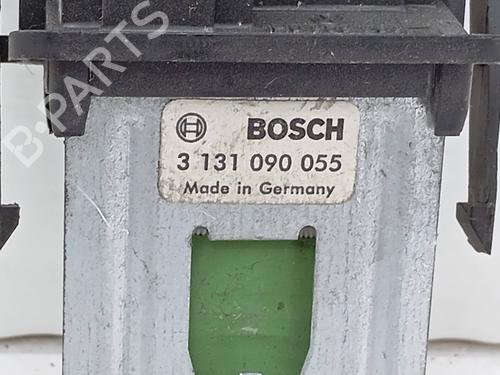 B-PARTS
BOSCH
3 131 090 055
Made in Germany